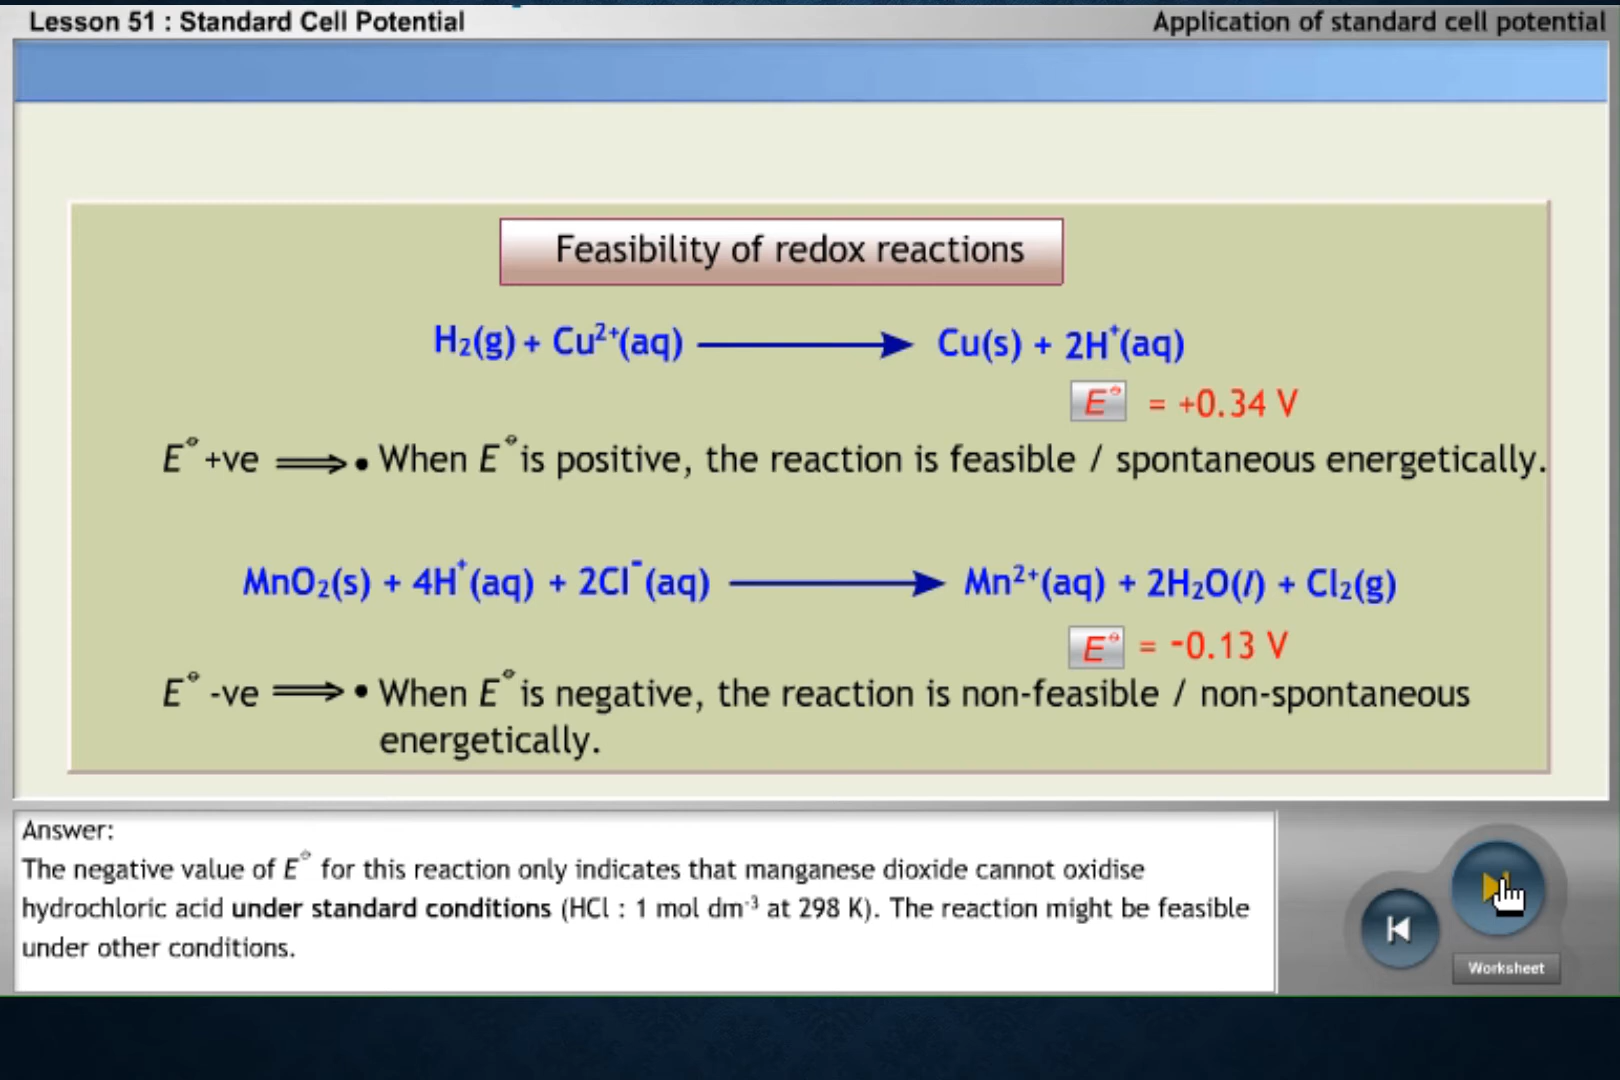 Lesson 51 : Standard Cell Potential
Application of standard cell potential
Feasibility of redox reactions
H₂(g) + Cu²⁺(aq) ⟶ Cu(s) + 2H⁺(aq)
E⦵ = +0.34 V
E⦵ +ve ⟹ • When E⦵ is positive, the reaction is feasible / spontaneous energetically.
MnO₂(s) + 4H⁺(aq) + 2Cl⁻(aq) ⟶ Mn²⁺(aq) + 2H₂O(l) + Cl₂(g)
E⦵ = -0.13 V
E⦵ -ve ⟹ • When E⦵ is negative, the reaction is non-feasible / non-spontaneous
energetically.
Answer:
The negative value of E⦵ for this reaction only indicates that manganese dioxide cannot oxidise
hydrochloric acid under standard conditions (HCl : 1 mol dm⁻³ at 298 K). The reaction might be feasible
under other conditions.
Worksheet